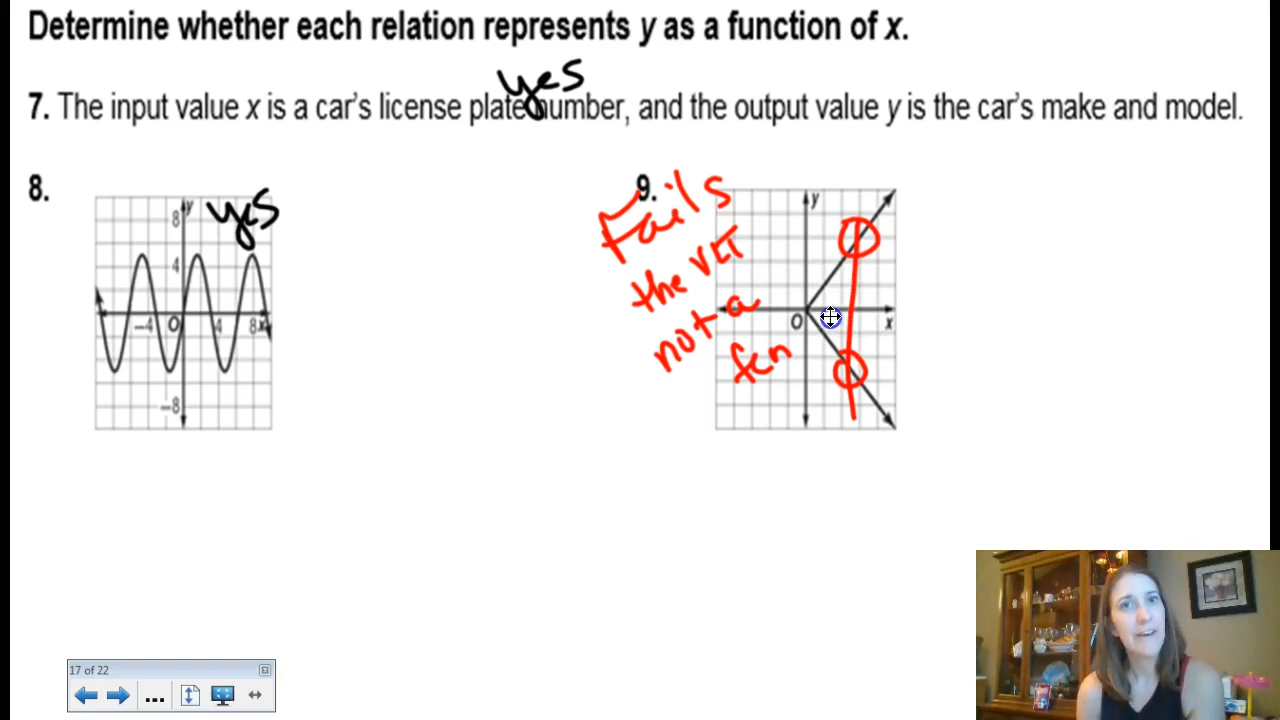 Determine whether each relation represents y as a function of x.
yes
7. The input value x is a car's license plate number, and the output value y is the car's make and model.
8.
y
8
yes
4
-4
O
4
8
x
-8
9.
Fails
the VLT
not a
fcn
y
O
x
17 of 22
...